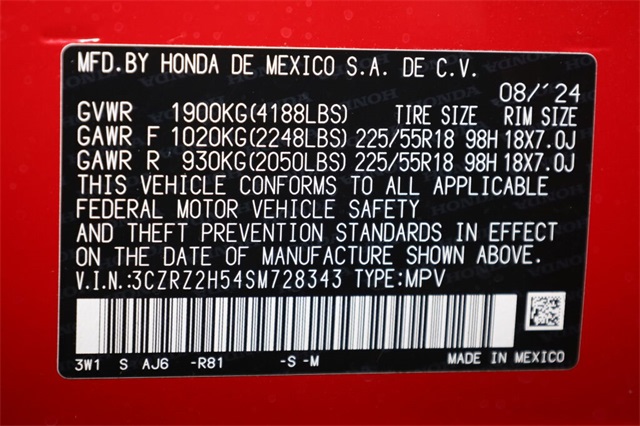 MFD.BY HONDA DE MEXICO S.A. DE C.V.
08/'24
GVWR 1900KG(4188LBS) TIRE SIZE RIM SIZE
GAWR F 1020KG(2248LBS) 225/55R18 98H 18X7.0J
GAWR R 930KG(2050LBS) 225/55R18 98H 18X7.0J
THIS VEHICLE CONFORMS TO ALL APPLICABLE
FEDERAL MOTOR VEHICLE SAFETY
AND THEFT PREVENTION STANDARDS IN EFFECT
ON THE DATE OF MANUFACTURE SHOWN ABOVE.
V.I.N.:3CZRZ2H54SM728343 TYPE:MPV
3W1 S AJ6 -R81 -S -M MADE IN MEXICO